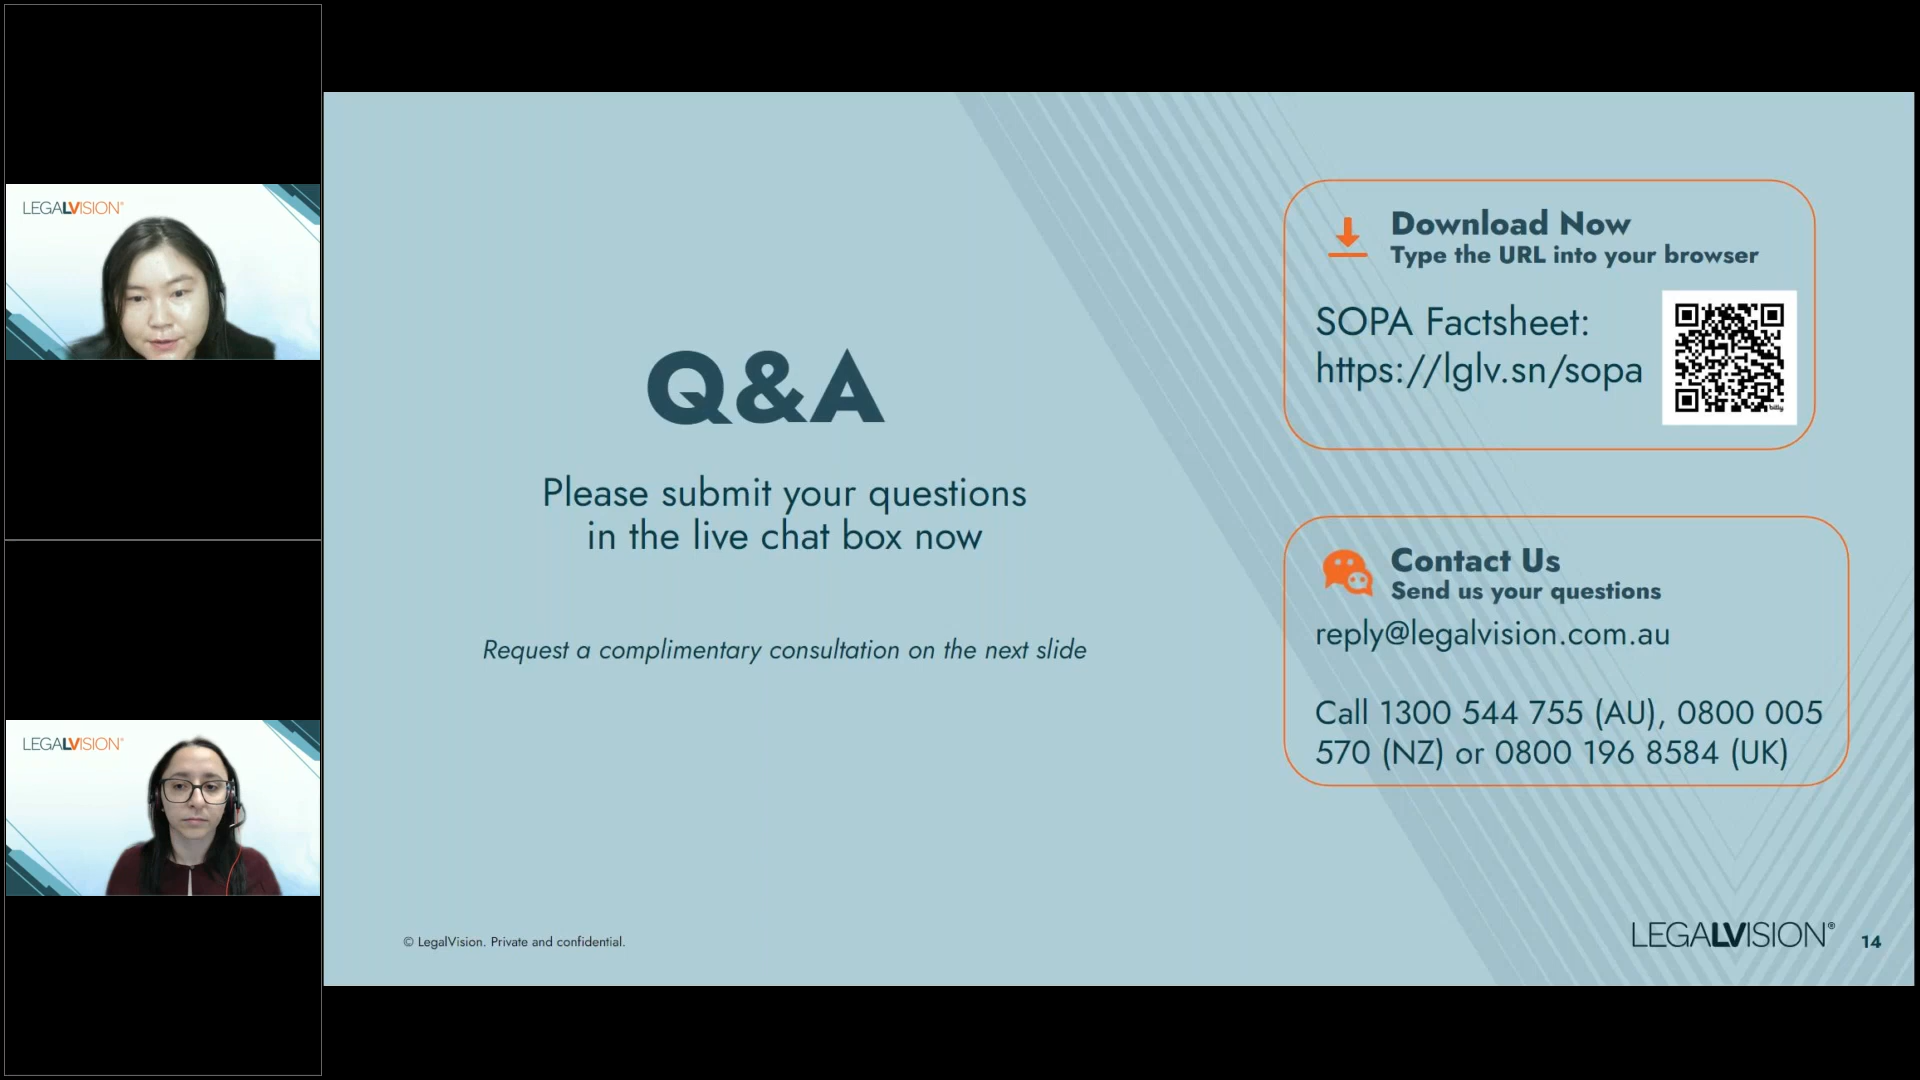 LEGALVISION®
LEGALVISION®
Q&A
Please submit your questions
in the live chat box now
Request a complimentary consultation on the next slide
Download Now
Type the URL into your browser
SOPA Factsheet:
https://lglv.sn/sopa
bitly
Contact Us
Send us your questions
reply@legalvision.com.au
Call 1300 544 755 (AU), 0800 005
570 (NZ) or 0800 196 8584 (UK)
© LegalVision. Private and confidential.
LEGALVISION®
14